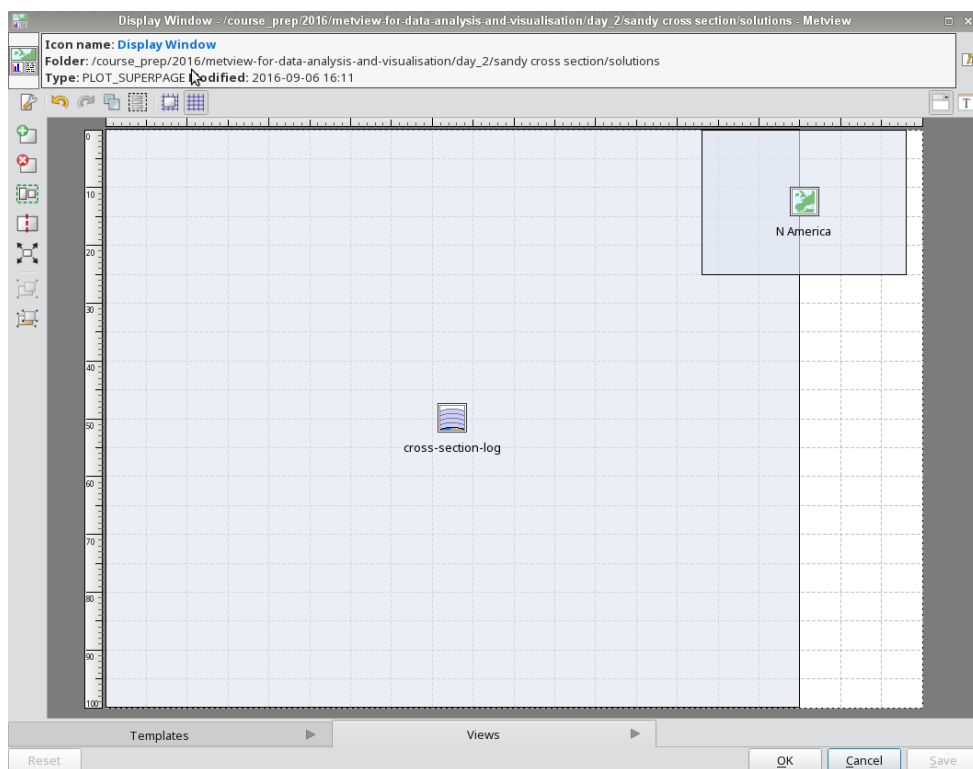 Display Window - /course_prep/2016/metview-for-data-analysis-and-visualisation/day_2/sandy cross section/solutions - Metview
Icon name: Display Window
Folder: /course_prep/2016/metview-for-data-analysis-and-visualisation/day_2/sandy cross section/solutions
Type: PLOT_SUPERPAGE Modified: 2016-09-06 16:11
T
0
10
N America
20
30
40
50
cross-section-log
60
70
80
90
100
Templates
Views
Reset
OK
Cancel
Save